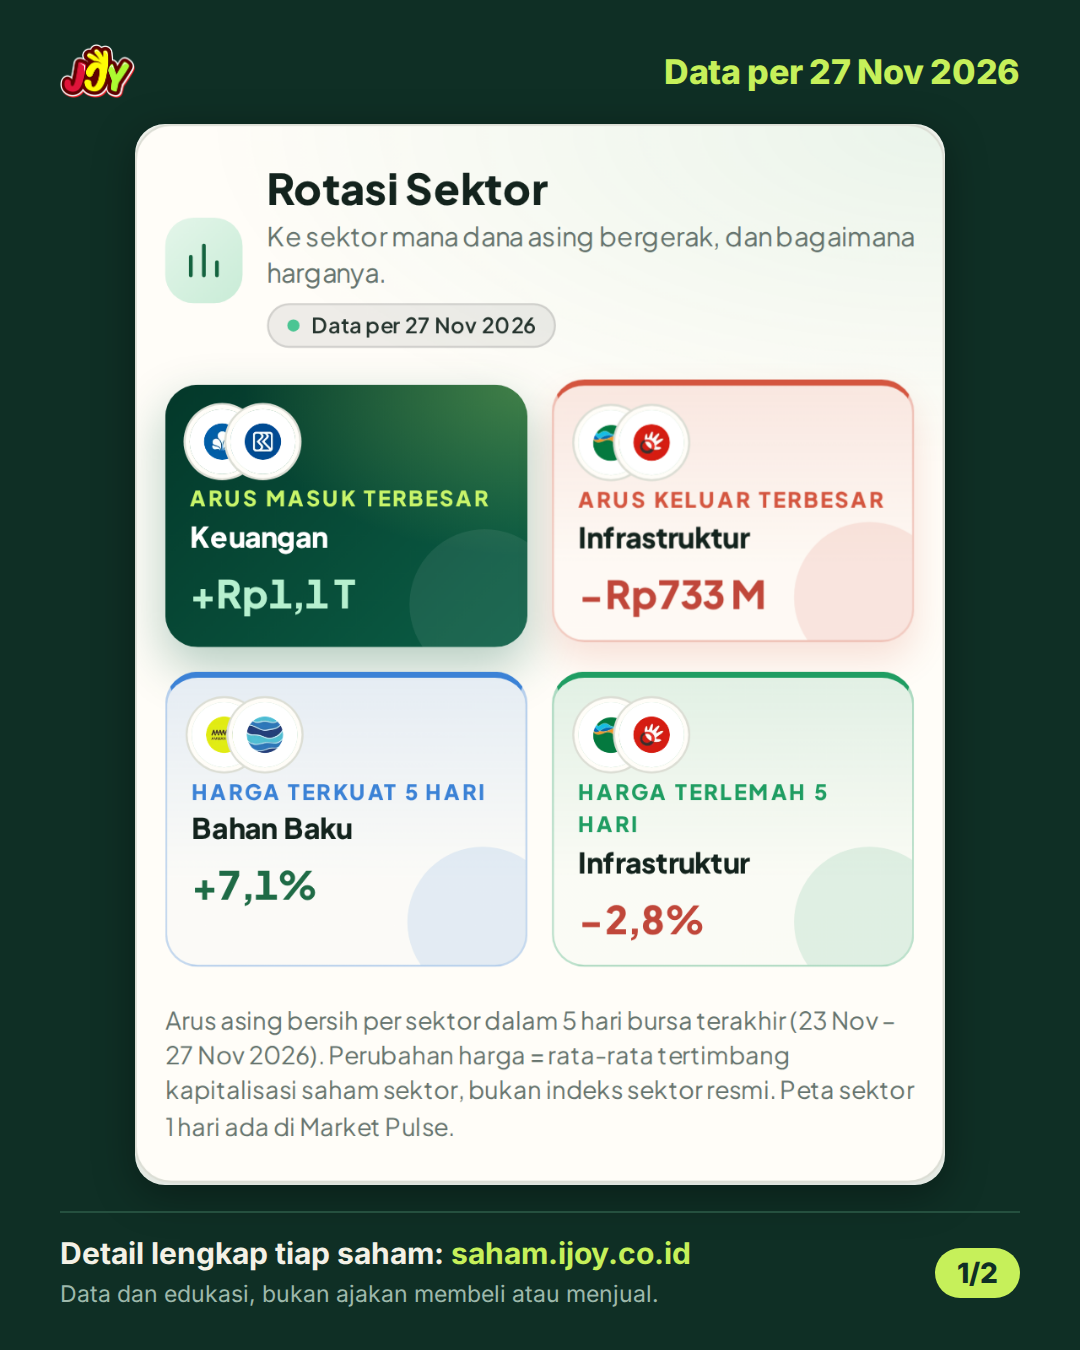 JOY
Data per 27 Nov 2026
Rotasi Sektor
Ke sektor mana dana asing bergerak, dan bagaimana
harganya.
Data per 27 Nov 2026
ARUS MASUK TERBESAR
Keuangan
+Rp1,1 T
ARUS KELUAR TERBESAR
Infrastruktur
−Rp733 M
HARGA TERKUAT 5 HARI
Bahan Baku
+7,1%
HARGA TERLEMAH 5
HARI
Infrastruktur
−2,8%
Arus asing bersih per sektor dalam 5 hari bursa terakhir (23 Nov –
27 Nov 2026). Perubahan harga = rata-rata tertimbang
kapitalisasi saham sektor, bukan indeks sektor resmi. Peta sektor
1 hari ada di Market Pulse.
Detail lengkap tiap saham: saham.ijoy.co.id
Data dan edukasi, bukan ajakan membeli atau menjual.
1/2